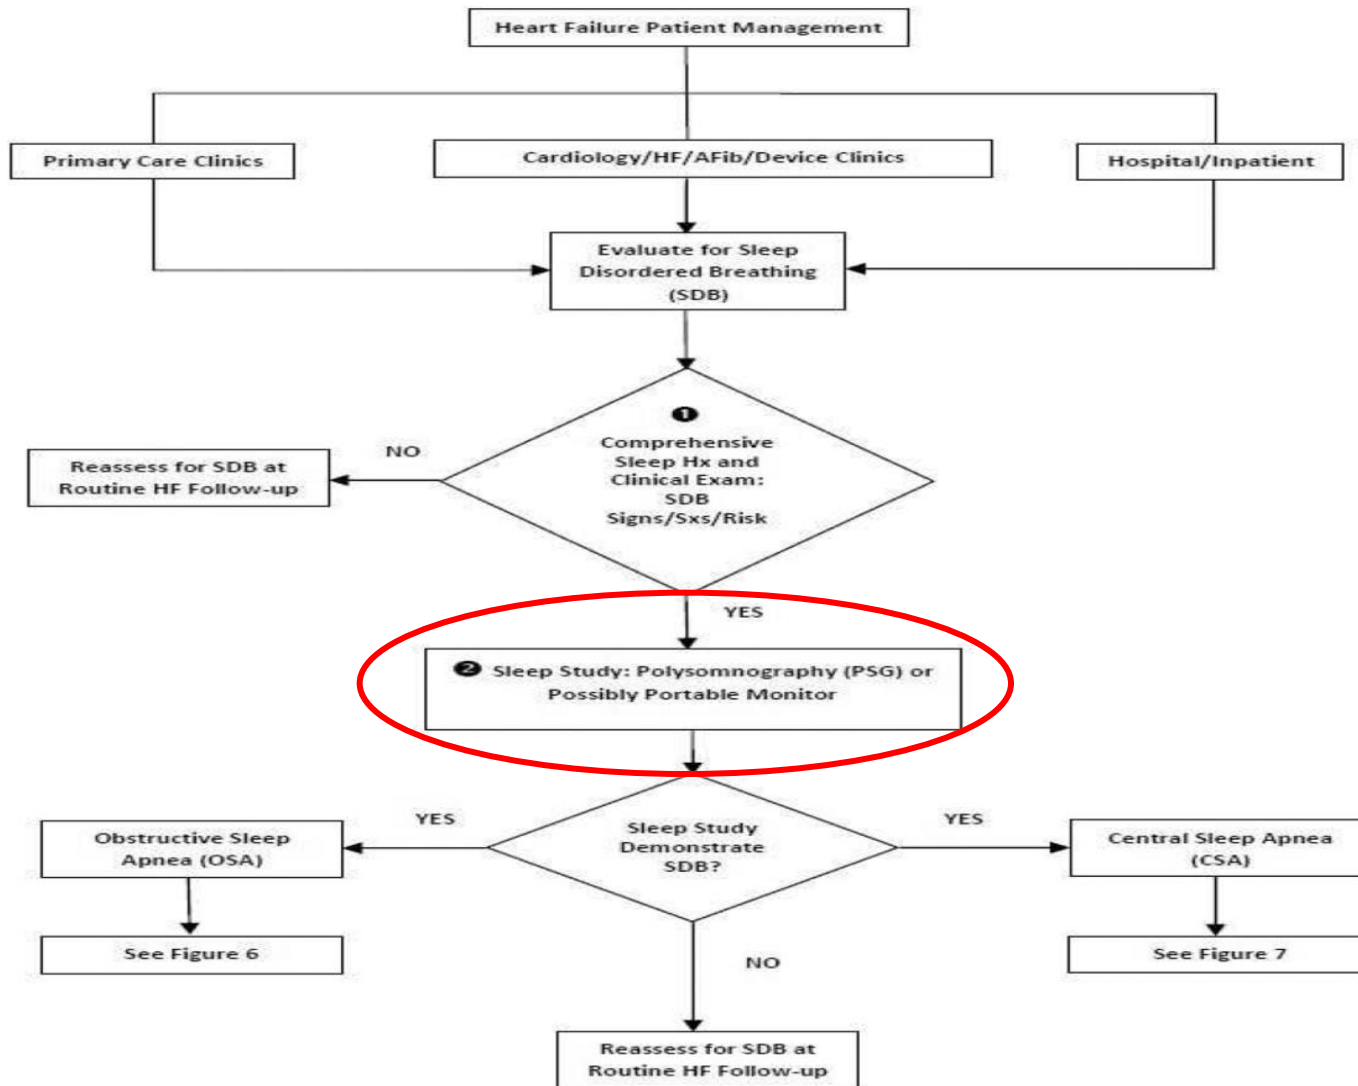 Heart Failure Patient Management
Primary Care Clinics
Cardiology/HF/AFib/Device Clinics
Hospital/Inpatient
Evaluate for Sleep
Disordered Breathing
(SDB)
❶
Comprehensive
Sleep Hx and
Clinical Exam:
SDB
Signs/Sxs/Risk
NO
Reassess for SDB at
Routine HF Follow-up
YES
❷ Sleep Study: Polysomnography (PSG) or
Possibly Portable Monitor
Sleep Study
Demonstrate
SDB?
YES
Obstructive Sleep
Apnea (OSA)
See Figure 6
YES
Central Sleep Apnea
(CSA)
See Figure 7
NO
Reassess for SDB at
Routine HF Follow-up